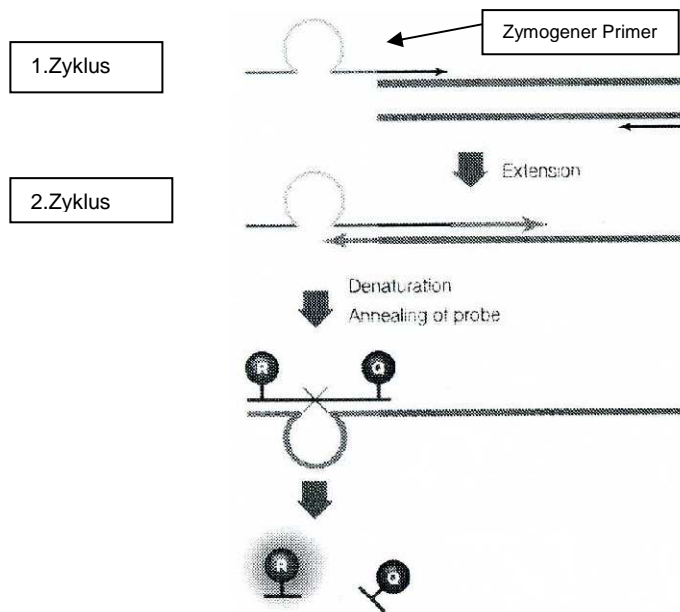 Zymogener Primer
1.Zyklus
Extension
2.Zyklus
Denaturation
Annealing of probe
R
Q
R
Q